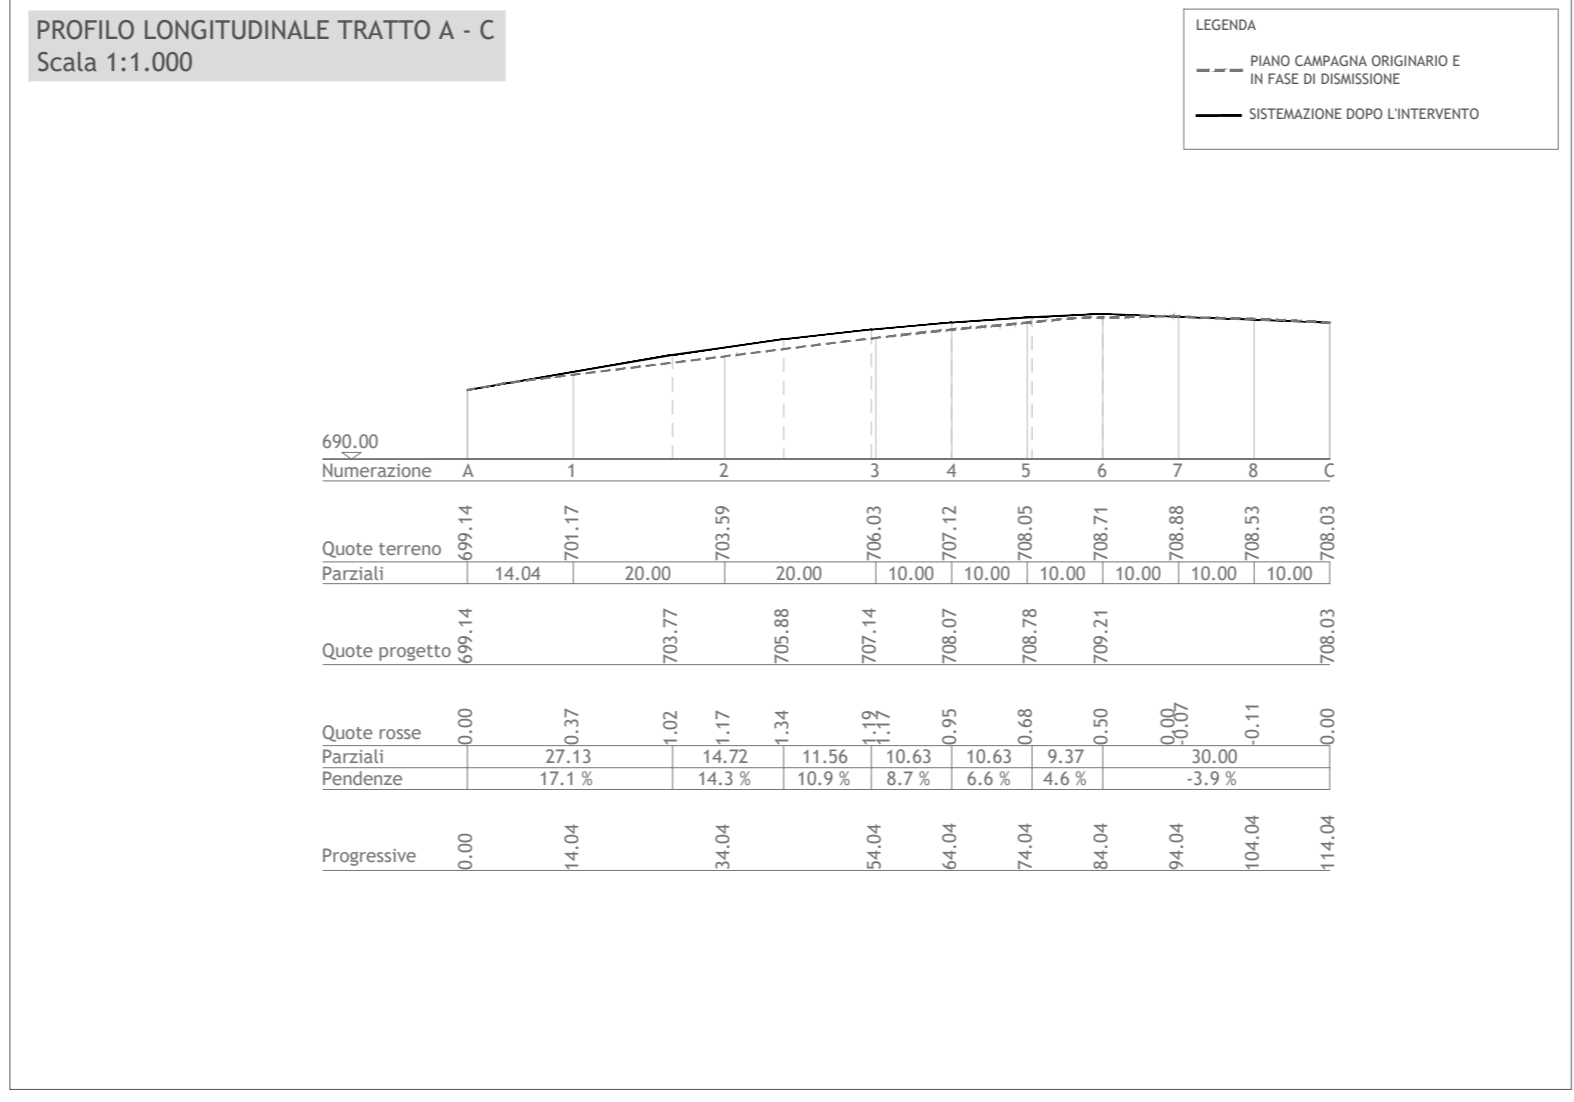 PROFILO LONGITUDINALE TRATTO A - C
Scala 1:1.000
LEGENDA
PIANO CAMPAGNA ORIGINARIO E
IN FASE DI DISMISSIONE
SISTEMAZIONE DOPO L'INTERVENTO
690.00
Numerazione A 1 2 3 4 5 6 7 8 C
Quote terreno 699.14 701.17 703.59 706.03 707.12 708.05 708.71 708.88 708.53 708.03
Parziali 14.04 20.00 20.00 10.00 10.00 10.00 10.00 10.00 10.00
Quote progetto 699.14 703.77 705.88 707.14 708.07 708.78 709.21 708.03
Quote rosse 0.00 0.37 1.02 1.17 1.34 1.19 1.17 0.95 0.68 0.50 0.00 -0.07 -0.11 0.00
Parziali 27.13 14.72 11.56 10.63 10.63 9.37 30.00
Pendenze 17.1 % 14.3 % 10.9 % 8.7 % 6.6 % 4.6 % -3.9 %
Progressive 0.00 14.04 34.04 54.04 64.04 74.04 84.04 94.04 104.04 114.04